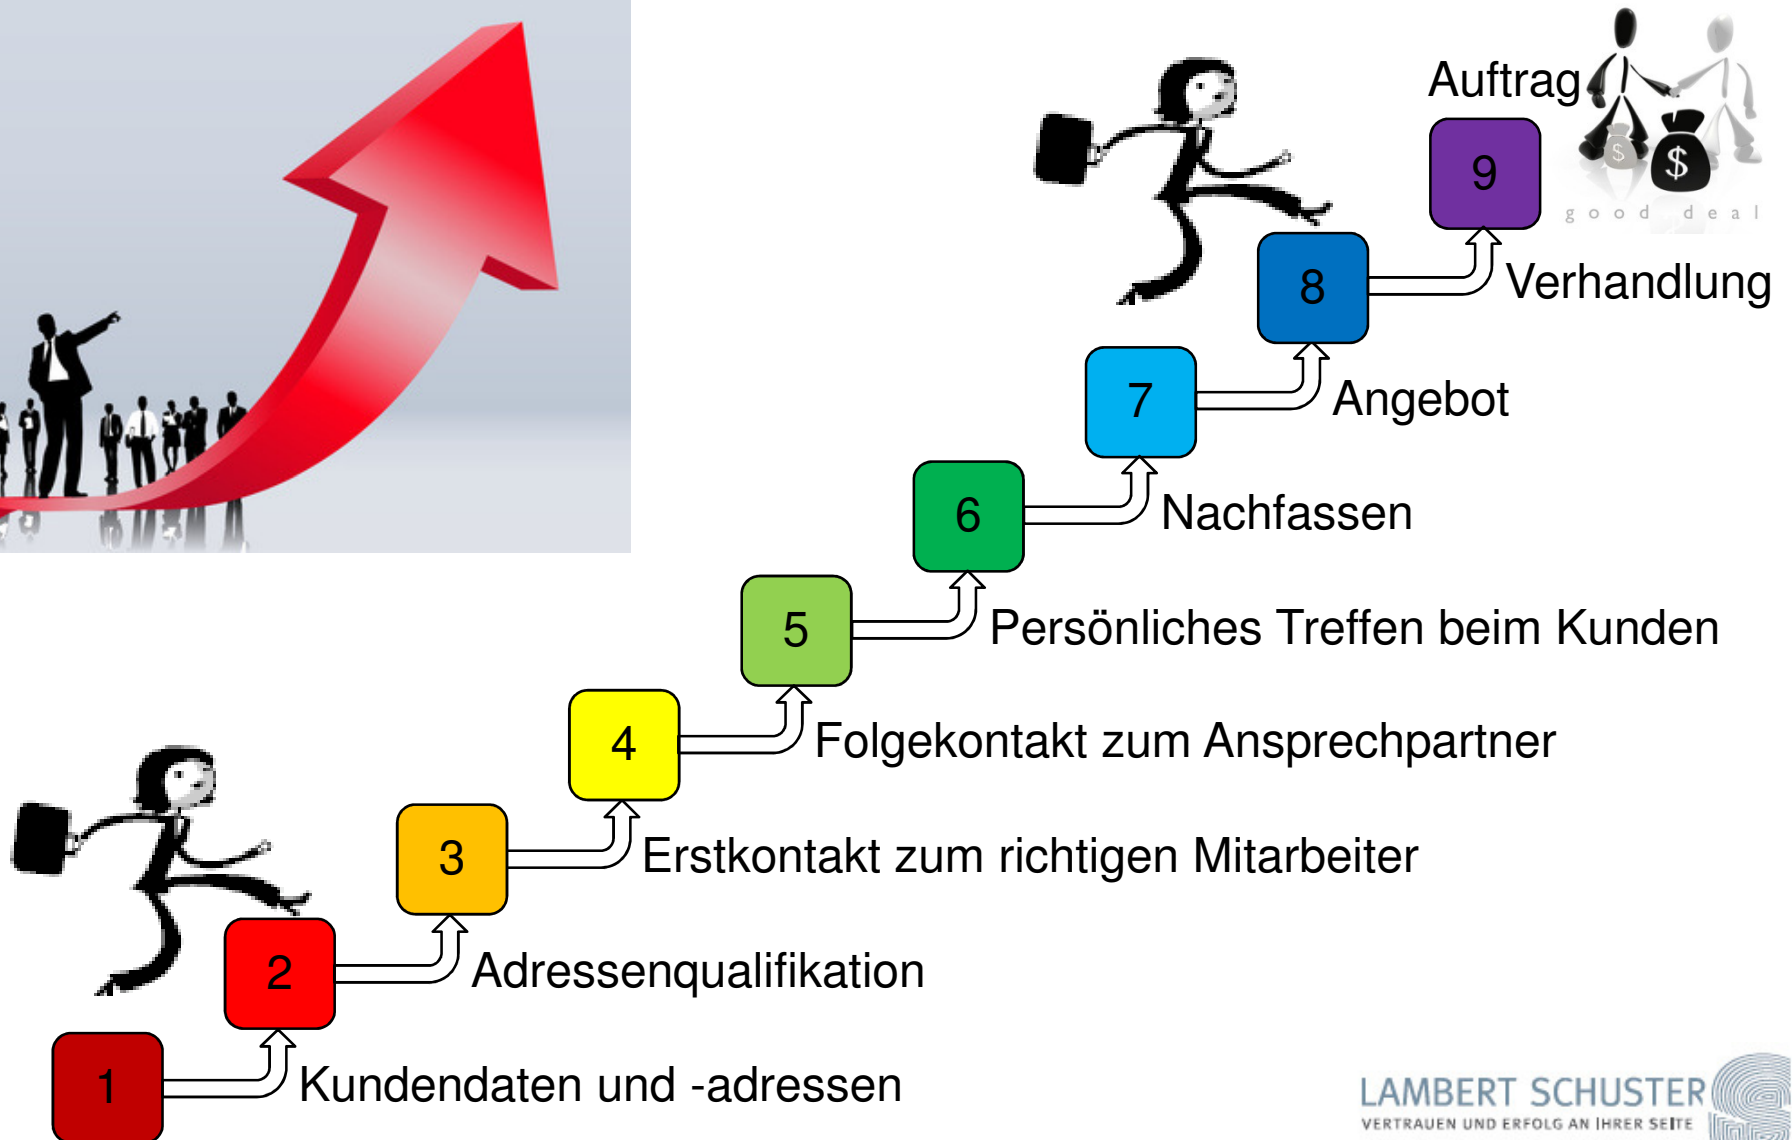 Auftrag
9
$
$
good deal
8
Verhandlung
7
Angebot
6
Nachfassen
5
Persönliches Treffen beim Kunden
4
Folgekontakt zum Ansprechpartner
3
Erstkontakt zum richtigen Mitarbeiter
2
Adressenqualifikation
1
Kundendaten und -adressen
LAMBERT SCHUSTER
VERTRAUEN UND ERFOLG AN IHRER SEITE